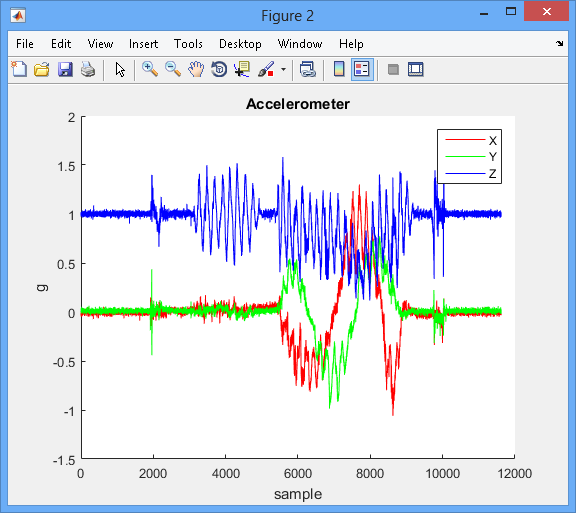 Figure 2
File Edit View Insert Tools Desktop Window Help
Accelerometer
2
1.5
1
0.5
0
-0.5
-1
-1.5
g
X
Y
Z
0 2000 4000 6000 8000 10000 12000
sample